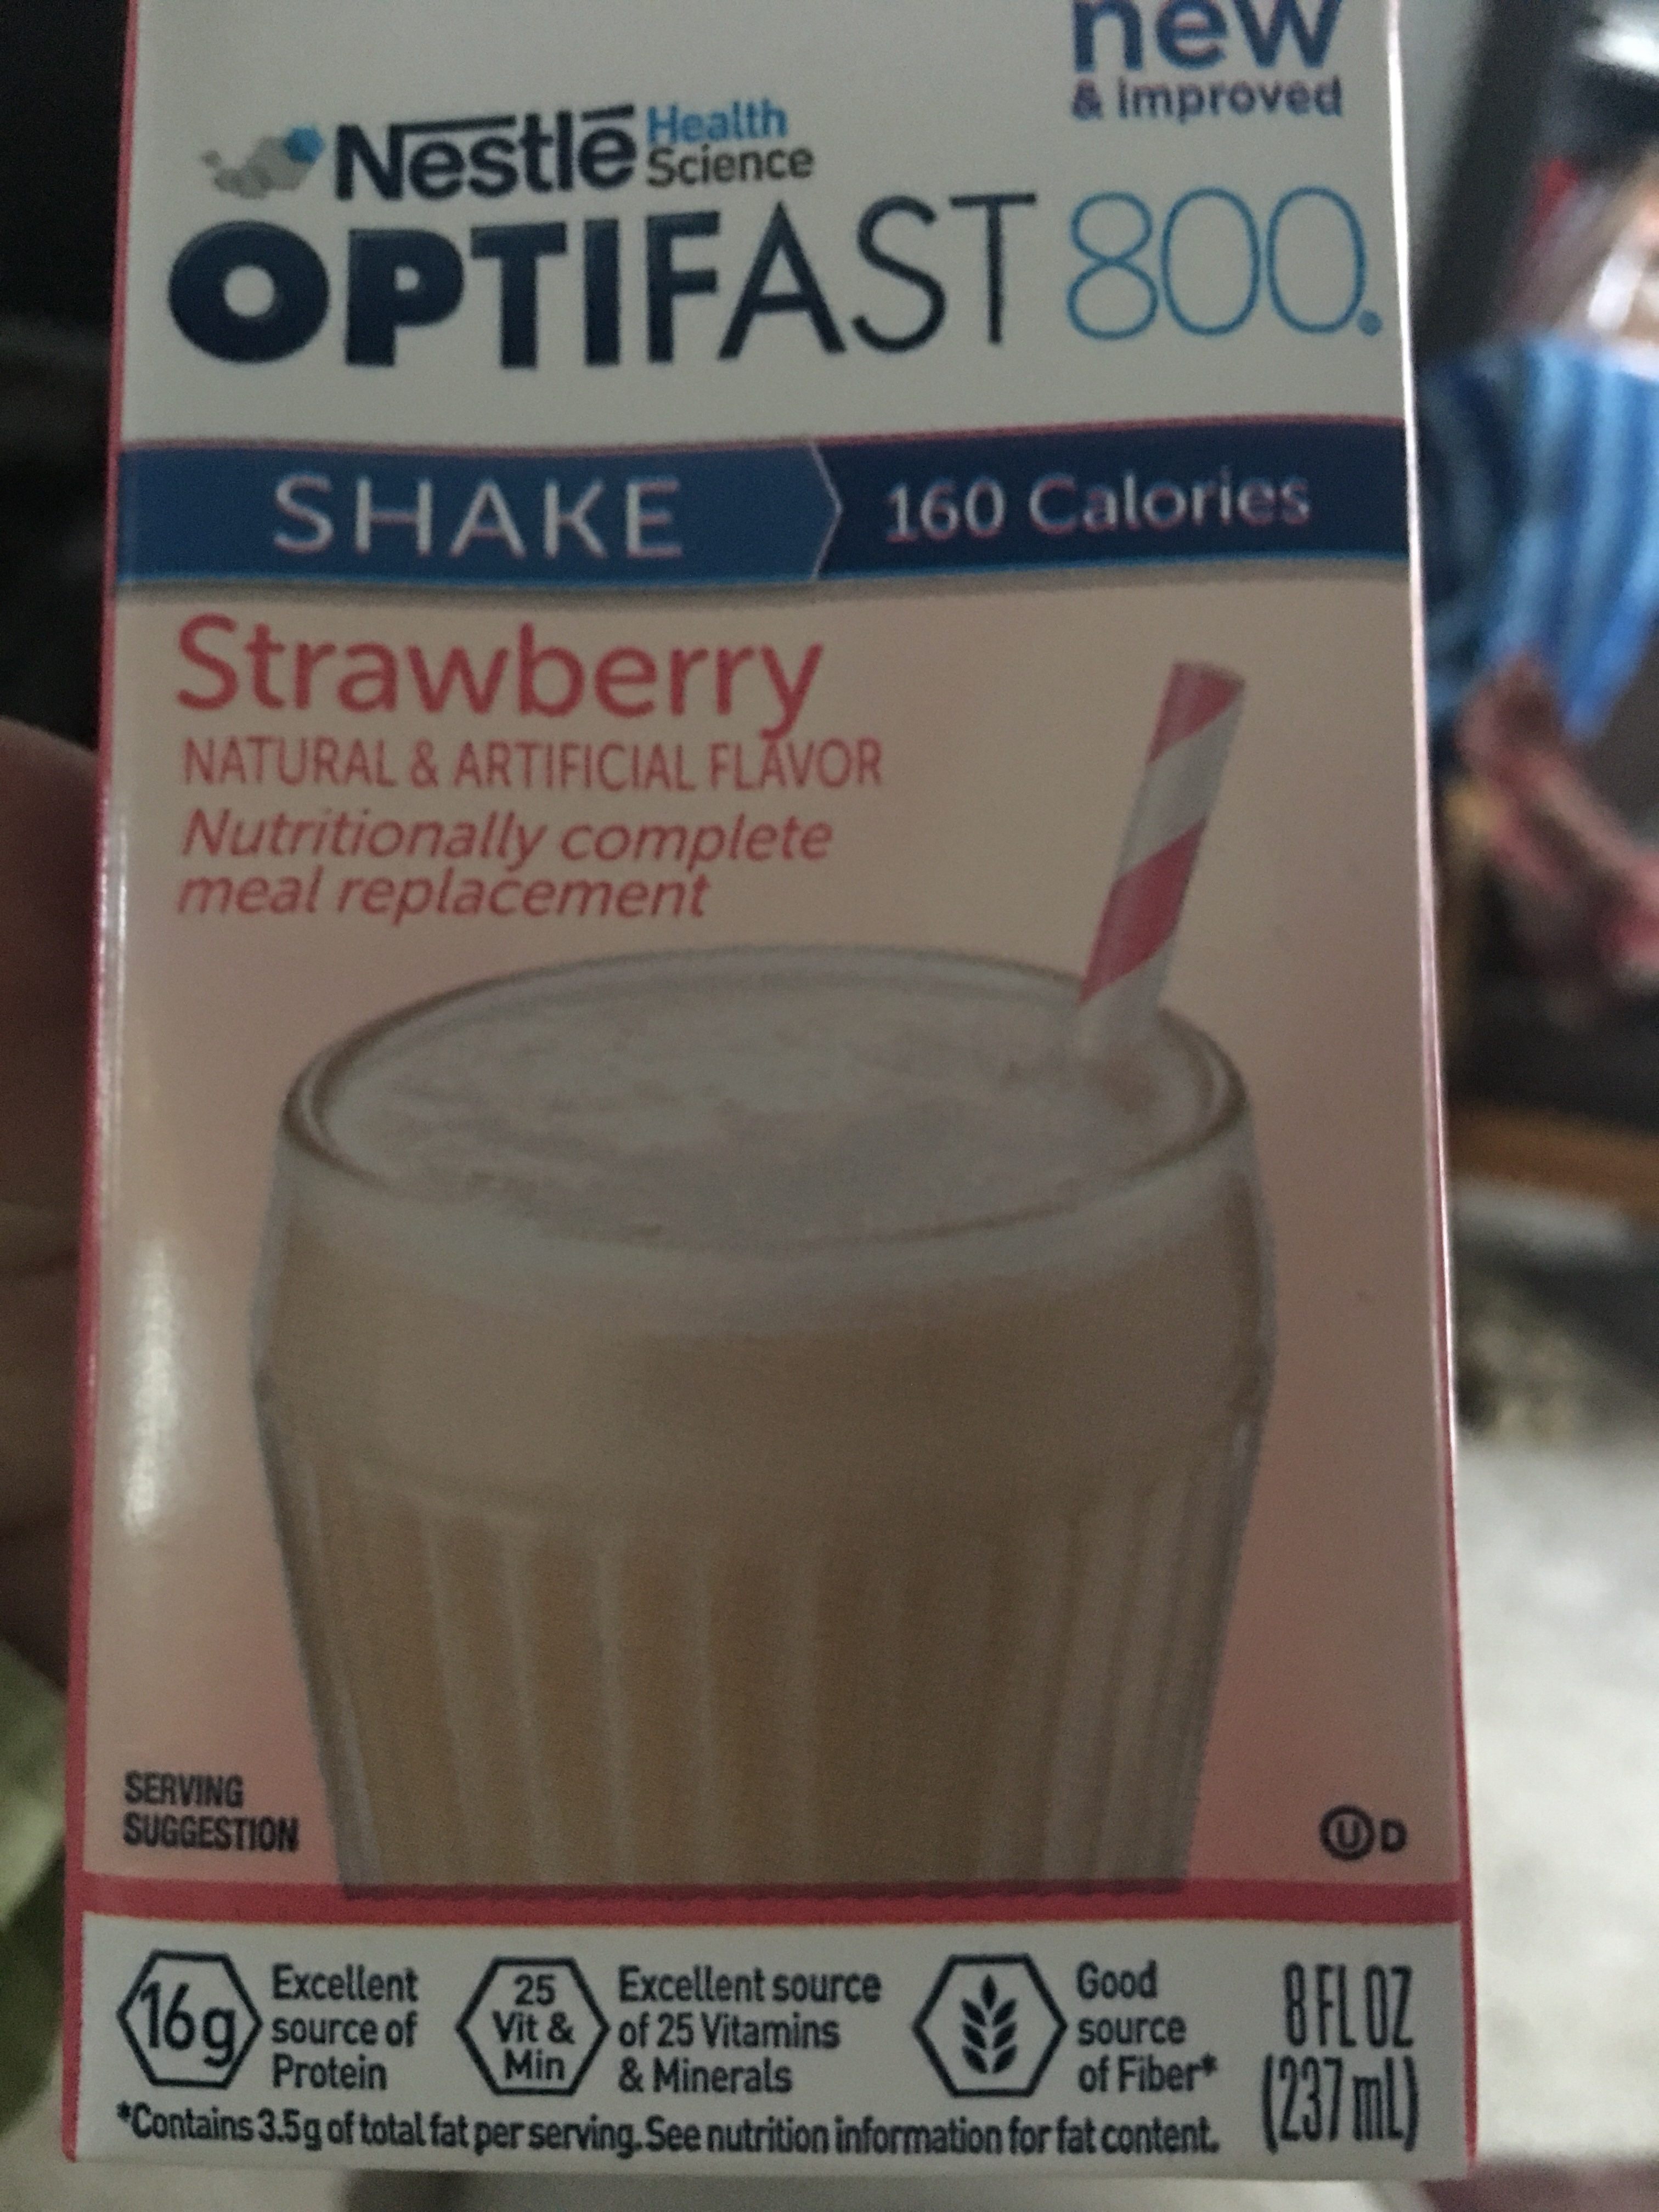 new
& improved
Nestlē Health
Science
OPTIFAST 800®
SHAKE 160 Calories
Strawberry
NATURAL & ARTIFICIAL FLAVOR
Nutritionally complete
meal replacement
SERVING
SUGGESTION
U D
16g
Excellent
source of
Protein
25
Vit &
Min
Excellent source
of 25 Vitamins
& Minerals
Good
source
of Fiber*
8 FL OZ
(237 mL)
*Contains 3.5g of total fat per serving. See nutrition information for fat content.